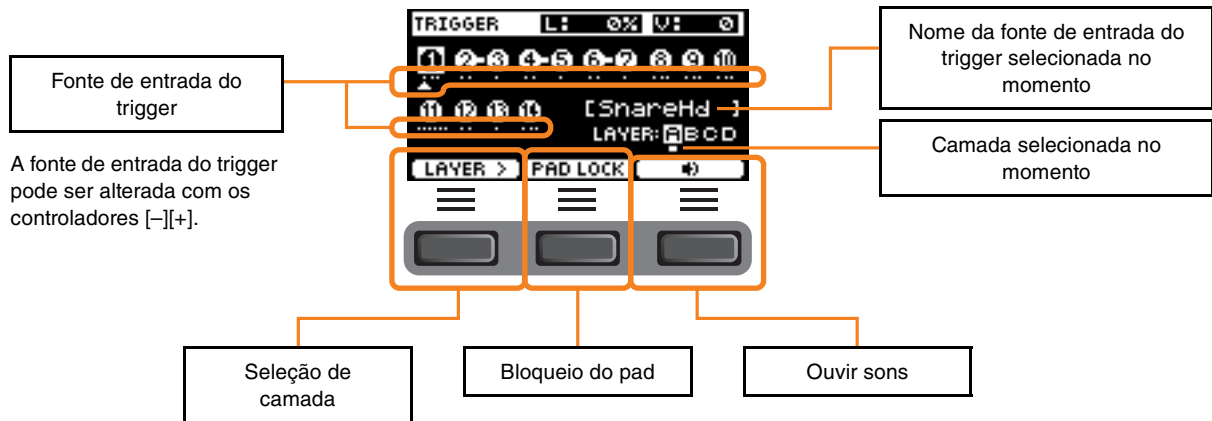 TRIGGER L: 0% V: 0
1 2-3 4-5 6-7 8 9 10
11 12 13 14 [SnareHd ]
LAYER: A B C D
LAYER > PAD LOCK
Fonte de entrada do
trigger
A fonte de entrada do trigger
pode ser alterada com os
controladores [–][+].
Nome da fonte de entrada do
trigger selecionada no
momento
Camada selecionada no
momento
Seleção de
camada
Bloqueio do pad
Ouvir sons